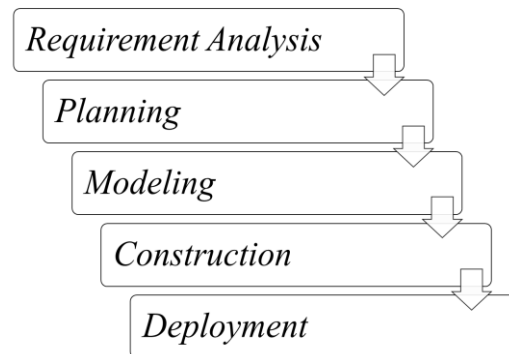 Requirement Analysis
Planning
Modeling
Construction
Deployment